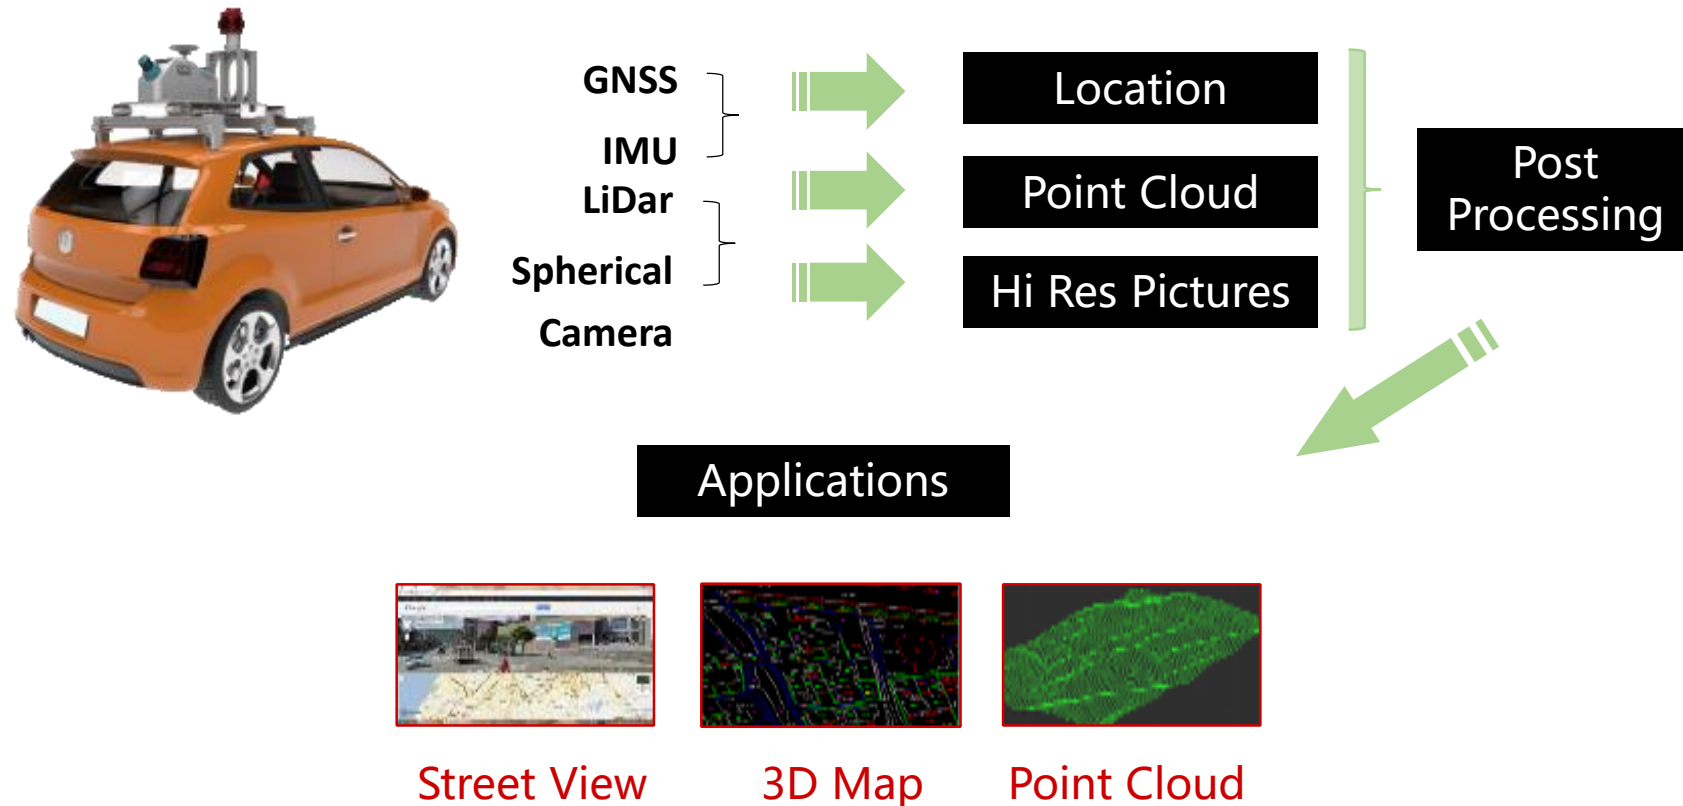 GNSS
IMU
LiDar
Spherical
Camera
Location
Point Cloud
Hi Res Pictures
Post
Processing
Applications
Street View
3D Map
Point Cloud